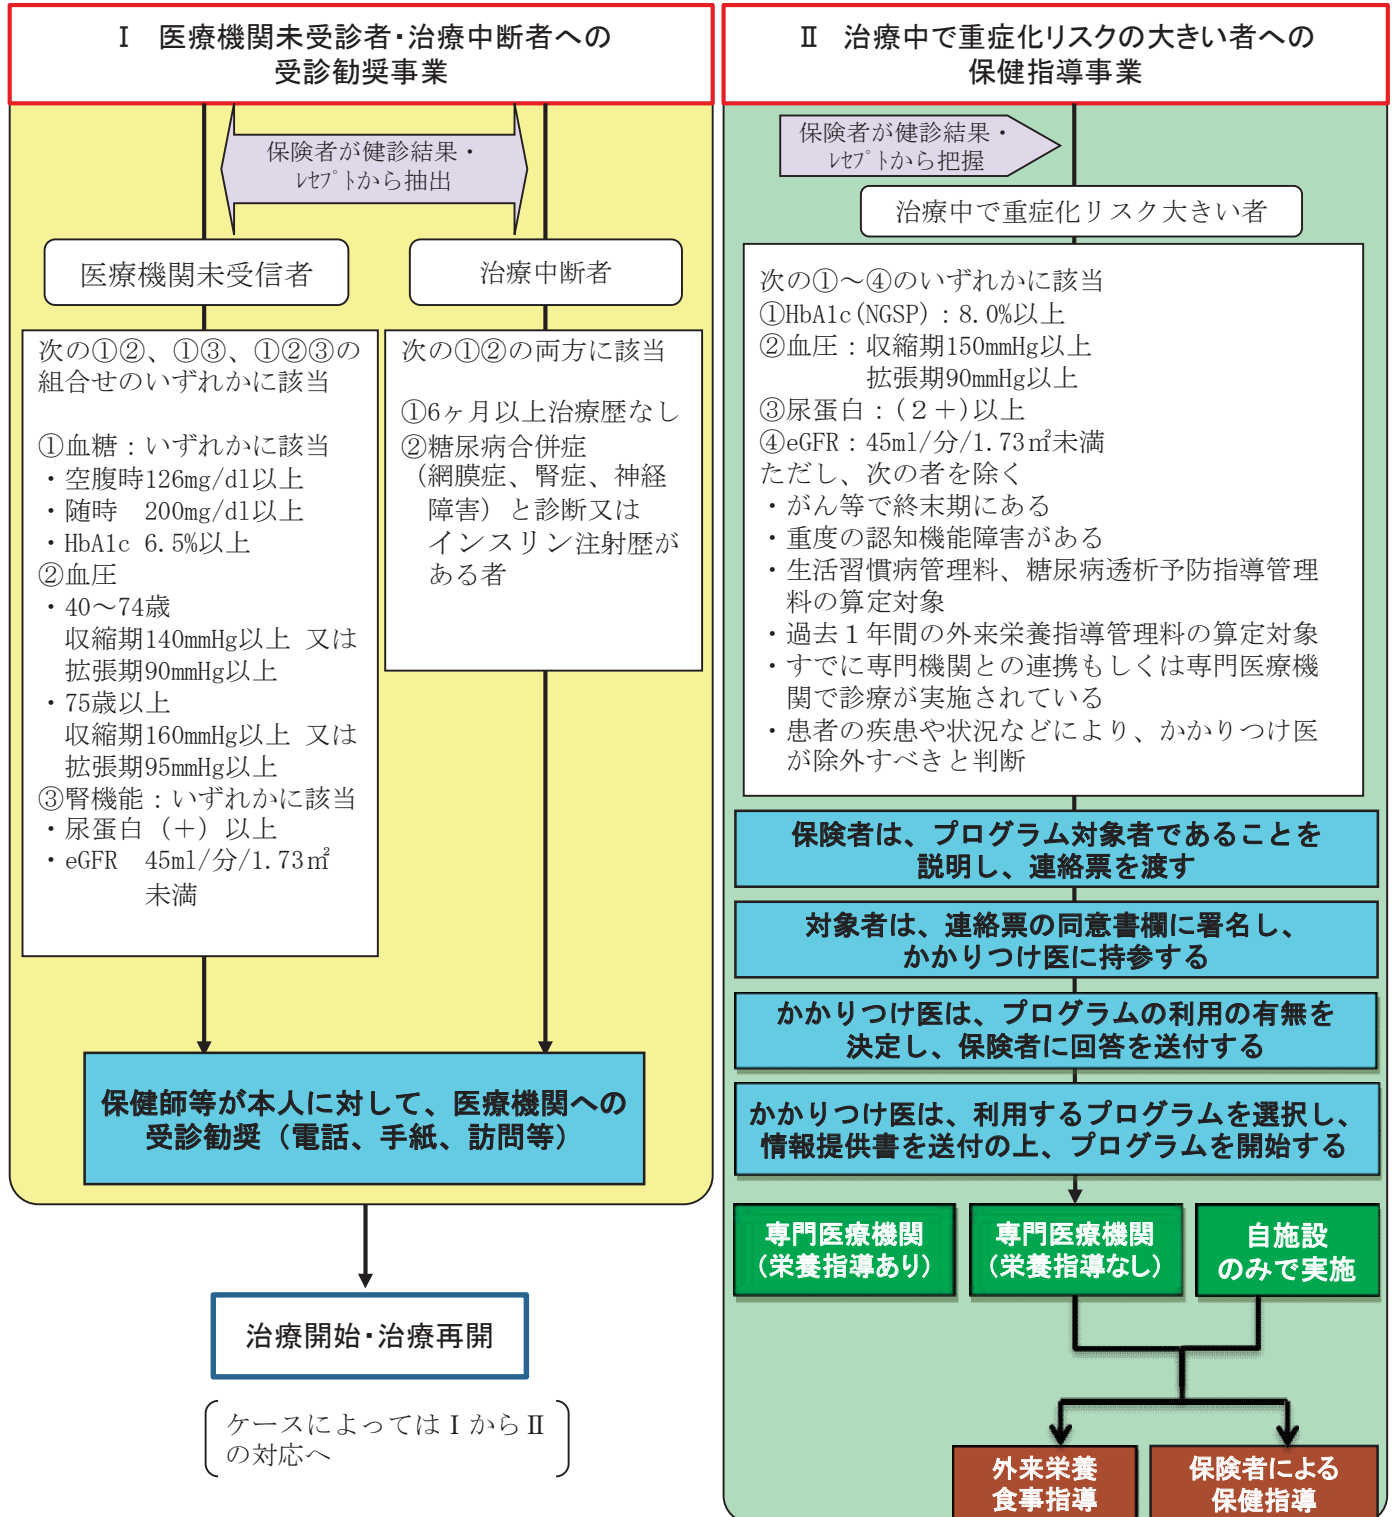 Ⅰ 医療機関未受診者・治療中断者への
受診勧奨事業
保険者が健診結果・
ﾚｾﾌﾟﾄから抽出
医療機関未受信者
治療中断者
次の①②、①③、①②③の
組合せのいずれかに該当
①血糖：いずれかに該当
・空腹時126mg/dl以上
・随時 200mg/dl以上
・HbA1c 6.5%以上
②血圧
・40～74歳
収縮期140mmHg以上 又は
拡張期90mmHg以上
・75歳以上
収縮期160mmHg以上 又は
拡張期95mmHg以上
③腎機能：いずれかに該当
・尿蛋白（＋）以上
・eGFR 45ml/分/1.73㎡
未満
次の①②の両方に該当
①6ヶ月以上治療歴なし
②糖尿病合併症
（網膜症、腎症、神経
障害）と診断又は
インスリン注射歴が
ある者
保健師等が本人に対して、医療機関への
受診勧奨（電話、手紙、訪問等）
治療開始・治療再開
ケースによってはⅠからⅡ
の対応へ
Ⅱ 治療中で重症化リスクの大きい者への
保健指導事業
保険者が健診結果・
ﾚｾﾌﾟﾄから把握
治療中で重症化リスク大きい者
次の①～④のいずれかに該当
①HbA1c(NGSP)：8.0%以上
②血圧：収縮期150mmHg以上
拡張期90mmHg以上
③尿蛋白：(２＋)以上
④eGFR：45ml/分/1.73㎡未満
ただし、次の者を除く
・がん等で終末期にある
・重度の認知機能障害がある
・生活習慣病管理料、糖尿病透析予防指導管理
料の算定対象
・過去１年間の外来栄養指導管理料の算定対象
・すでに専門機関との連携もしくは専門医療機
関で診療が実施されている
・患者の疾患や状況などにより、かかりつけ医
が除外すべきと判断
保険者は、プログラム対象者であることを
説明し、連絡票を渡す
対象者は、連絡票の同意書欄に署名し、
かかりつけ医に持参する
かかりつけ医は、プログラムの利用の有無を
決定し、保険者に回答を送付する
かかりつけ医は、利用するプログラムを選択し、
情報提供書を送付の上、プログラムを開始する
専門医療機関
（栄養指導あり）
専門医療機関
（栄養指導なし）
自施設
のみで実施
外来栄養
食事指導
保険者による
保健指導